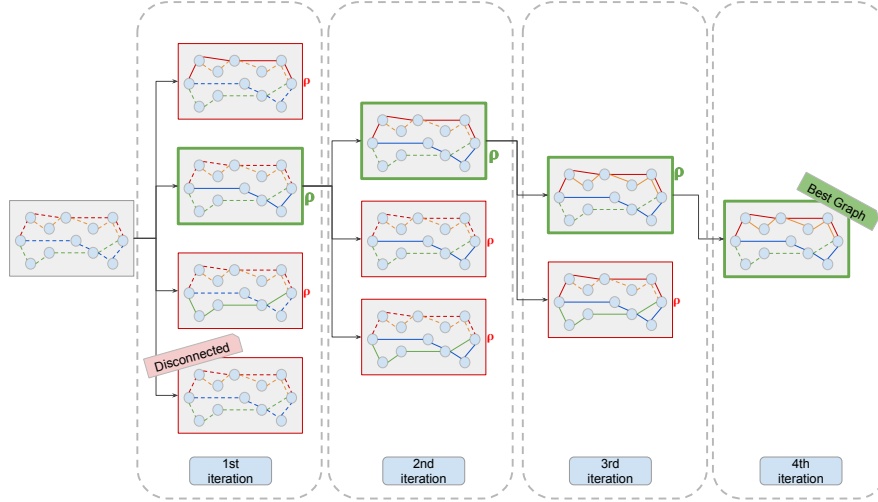 ρ
ρ
ρ
Disconnected
ρ
ρ
ρ
ρ
ρ
Best Graph
1st
iteration
2nd
iteration
3rd
iteration
4th
iteration